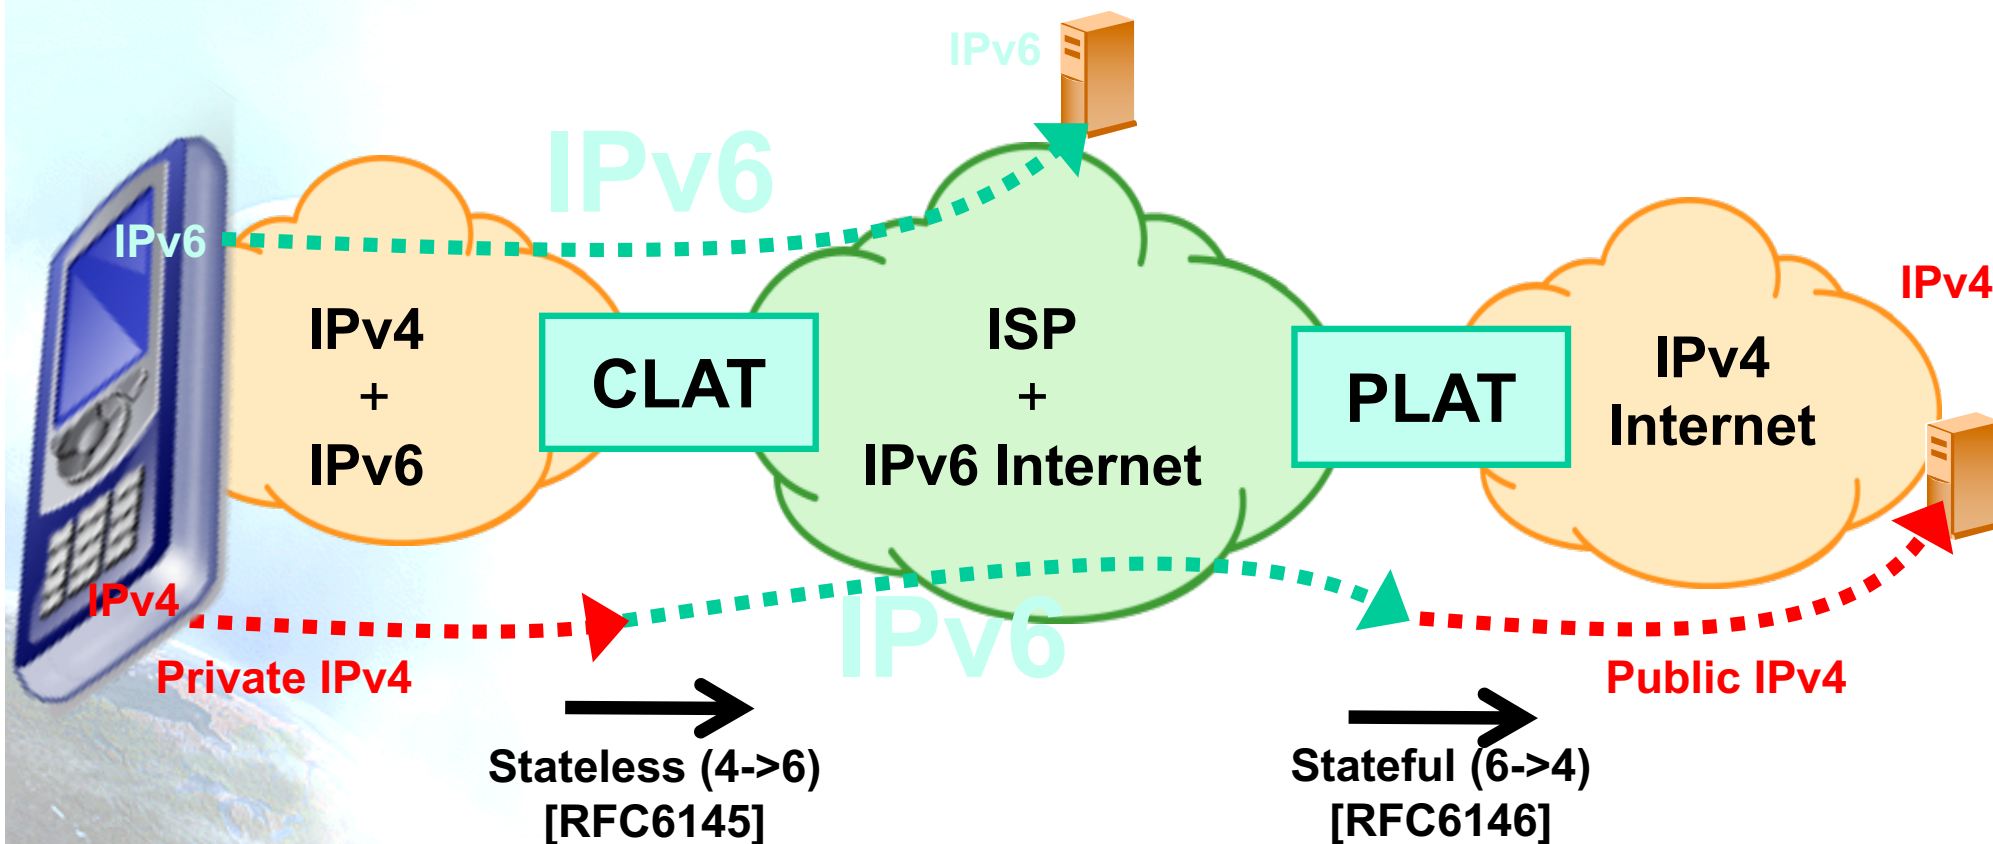 IPv6
IPv6
IPv6
IPv4
+
IPv6
CLAT
ISP
+
IPv6 Internet
PLAT
IPv4
Internet
IPv4
IPv4
Private IPv4
IPv6
Public IPv4
Stateless (4->6)
[RFC6145]
Stateful (6->4)
[RFC6146]